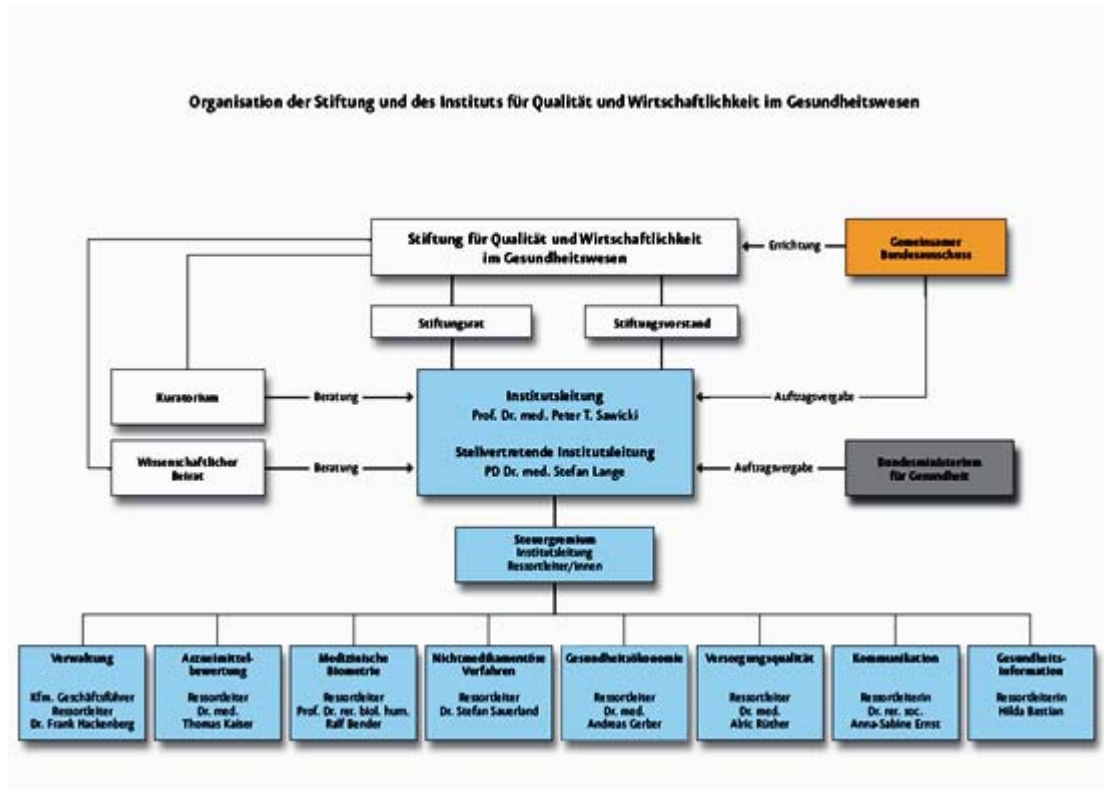 Organisation der Stiftung und des Instituts für Qualität und Wirtschaftlichkeit im Gesundheitswesen
Stiftung für Qualität und Wirtschaftlichkeit
im Gesundheitswesen
Errichtung
Gemeinsamer
Bundesausschuss
Stiftungsrat
Stiftungsvorstand
Kuratorium
Beratung
Institutsleitung
Prof. Dr. med. Peter T. Sawicki
Auftragsvergabe
Wissenschaftlicher
Beirat
Beratung
Stellvertretende Institutsleitung
PD Dr. med. Stefan Lange
Auftragsvergabe
Bundesministerium
für Gesundheit
Steuergremium
Institutsleitung
Ressortleiter/innen
Verwaltung
Kfm. Geschäftsführer
Ressortleiter
Dr. Frank Hackenberg
Arzneimittel-
bewertung
Ressortleiter
Dr. med.
Thomas Kaiser
Medizinische
Biometrie
Ressortleiter
Prof. Dr. rer. biol. hum.
Ralf Bender
Nichtmedikamentöse
Verfahren
Ressortleiter
Dr. Stefan Sauerland
Gesundheitsökonomie
Ressortleiter
Dr. med.
Andreas Gerber
Versorgungsqualität
Ressortleiter
Dr. med.
Alric Rüther
Kommunikation
Ressortleiterin
Dr. rer. soc.
Anna-Sabine Ernst
Gesundheits-
information
Ressortleiterin
Hilda Bastian